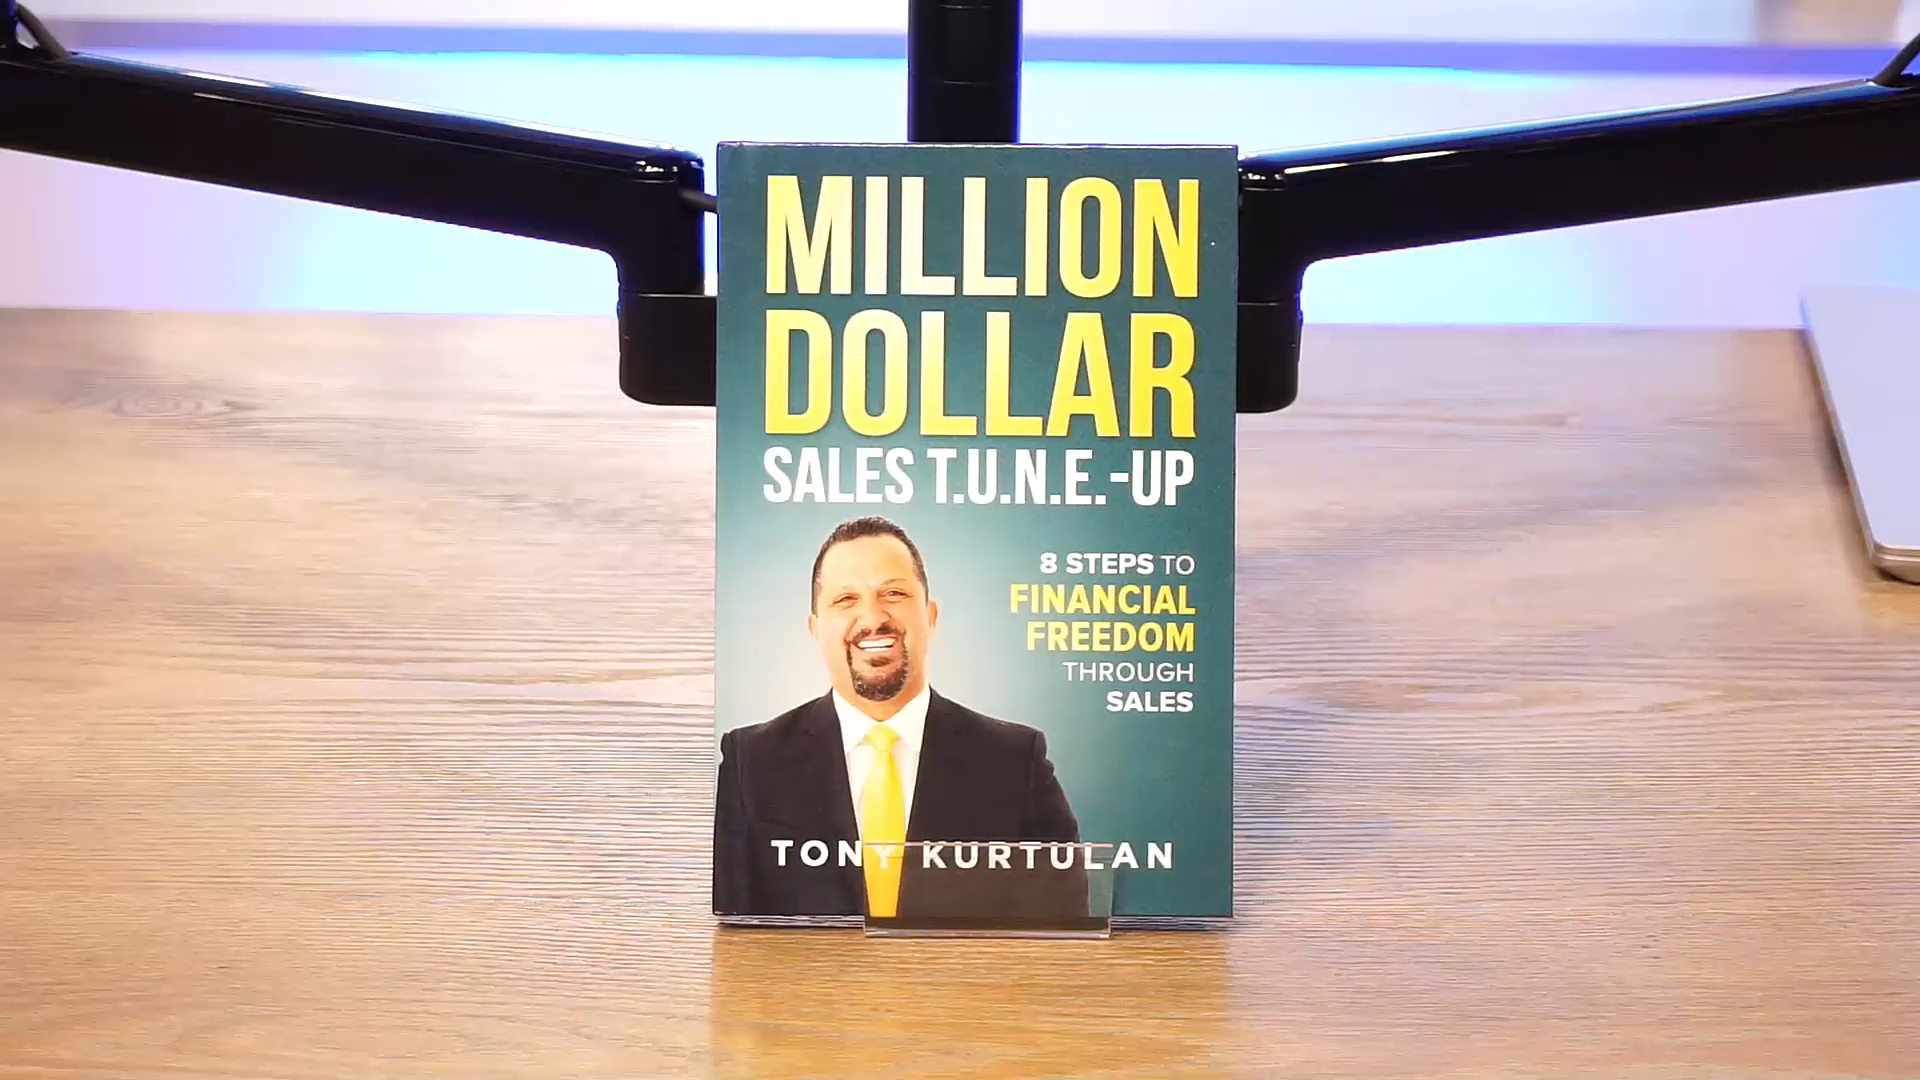 MILLION
DOLLAR
SALES T.U.N.E.-UP
8 STEPS TO
FINANCIAL
FREEDOM
THROUGH
SALES
TONY KURTULAN